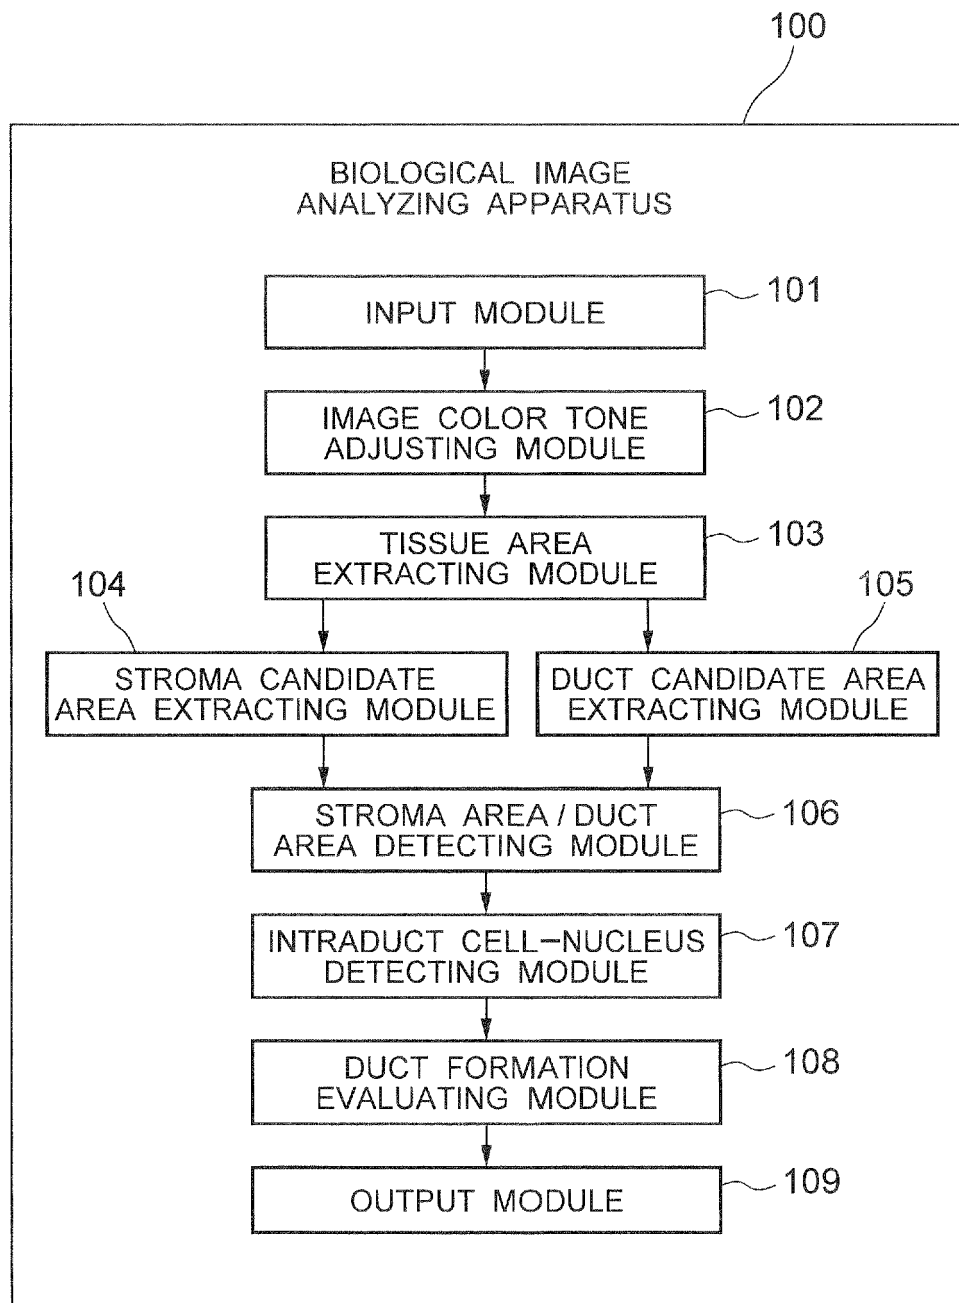 100
BIOLOGICAL IMAGE
ANALYZING APPARATUS
101
INPUT MODULE
102
IMAGE COLOR TONE
ADJUSTING MODULE
103
TISSUE AREA
EXTRACTING MODULE
104
STROMA CANDIDATE
AREA EXTRACTING MODULE
105
DUCT CANDIDATE AREA
EXTRACTING MODULE
106
STROMA AREA / DUCT
AREA DETECTING MODULE
107
INTRADUCT CELL-NUCLEUS
DETECTING MODULE
108
DUCT FORMATION
EVALUATING MODULE
109
OUTPUT MODULE